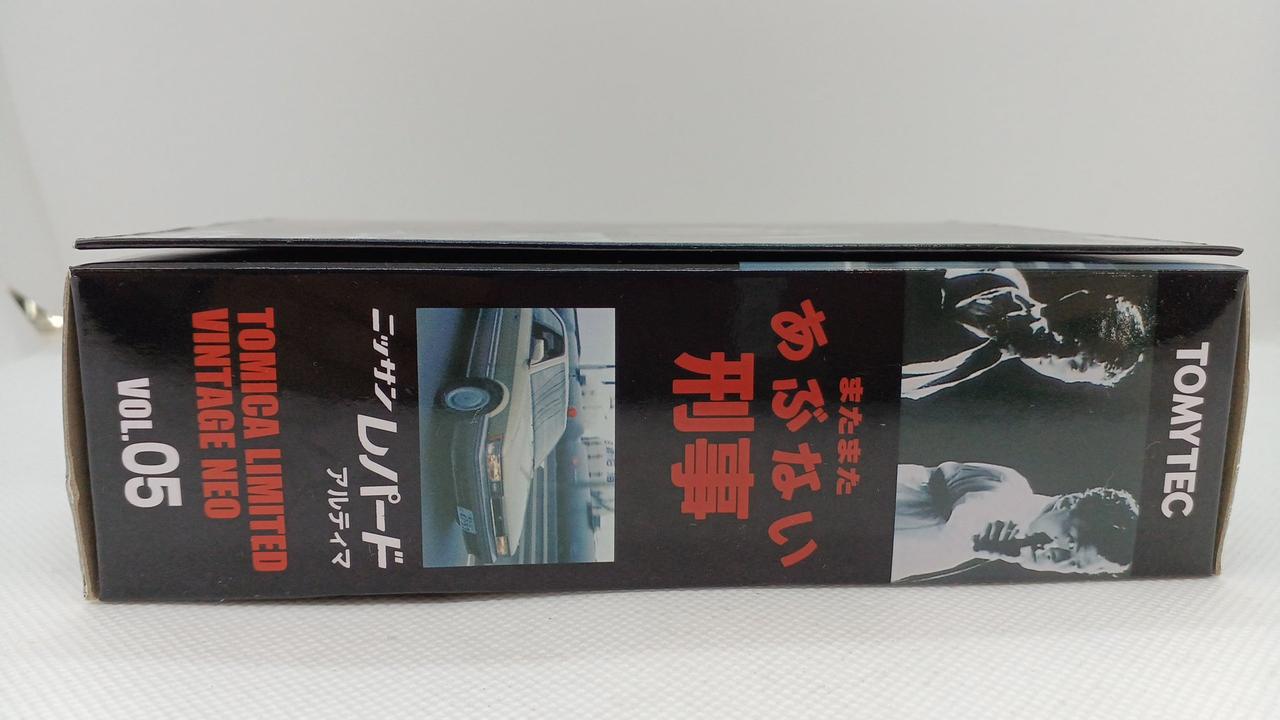 TOMYTEC
またまた
あぶない
刑事
ニッサン レパード
アルティマ
TOMICA LIMITED
VINTAGE NEO
VOL.05